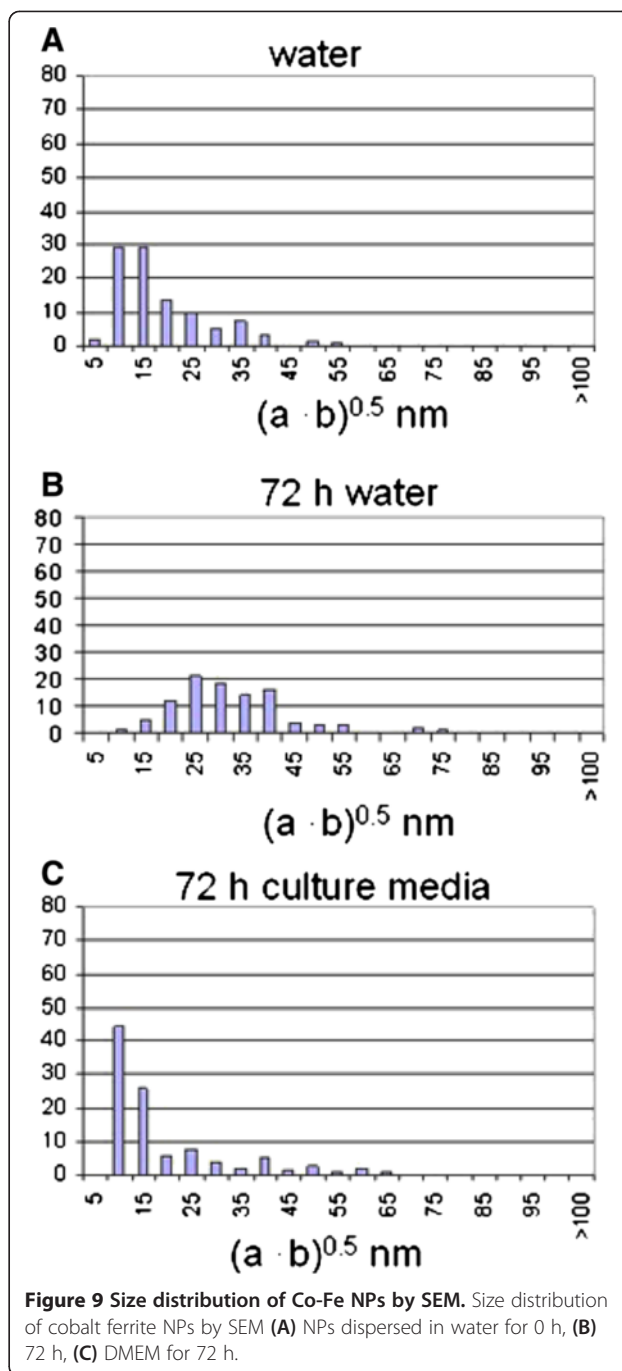 A
water
80
70
60
50
40
30
20
10
0
5 15 25 35 45 55 65 75 85 95 >100
(a · b)0.5 nm
B
72 h water
80
70
60
50
40
30
20
10
0
5 15 25 35 45 55 65 75 85 95 >100
(a · b)0.5 nm
C
72 h culture media
80
70
60
50
40
30
20
10
0
5 15 25 35 45 55 65 75 85 95 >100
(a · b)0.5 nm
Figure 9 Size distribution of Co-Fe NPs by SEM. Size distribution
of cobalt ferrite NPs by SEM (A) NPs dispersed in water for 0 h, (B)
72 h, (C) DMEM for 72 h.